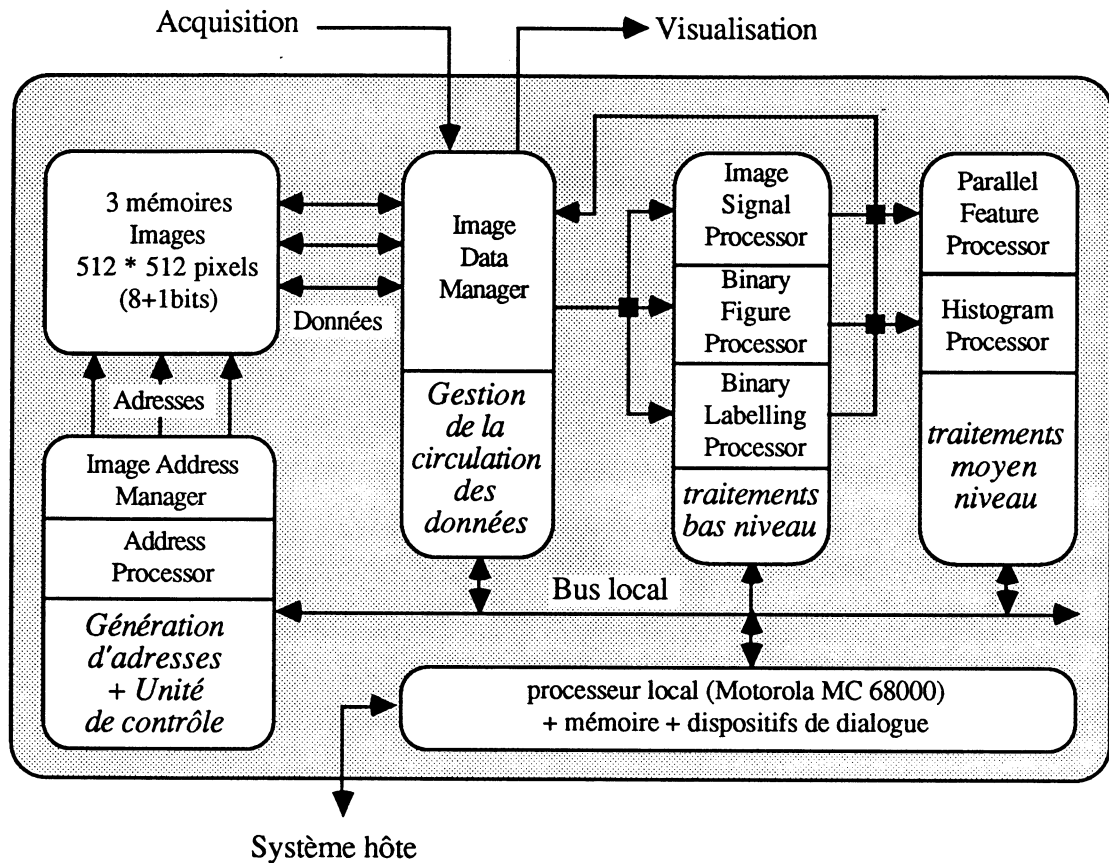 Acquisition
Visualisation
3 mémoires
Images
512 * 512 pixels
(8+1bits)
Données
Adresses
Image Address
Manager
Address
Processor
Génération
d'adresses
+ Unité
de contrôle
Image
Data
Manager
Gestion
de la
circulation
des
données
Image
Signal
Processor
Binary
Figure
Processor
Binary
Labelling
Processor
traitements
bas niveau
Parallel
Feature
Processor
Histogram
Processor
traitements
moyen
niveau
Bus local
processeur local (Motorola MC 68000)
+ mémoire + dispositifs de dialogue
Système hôte